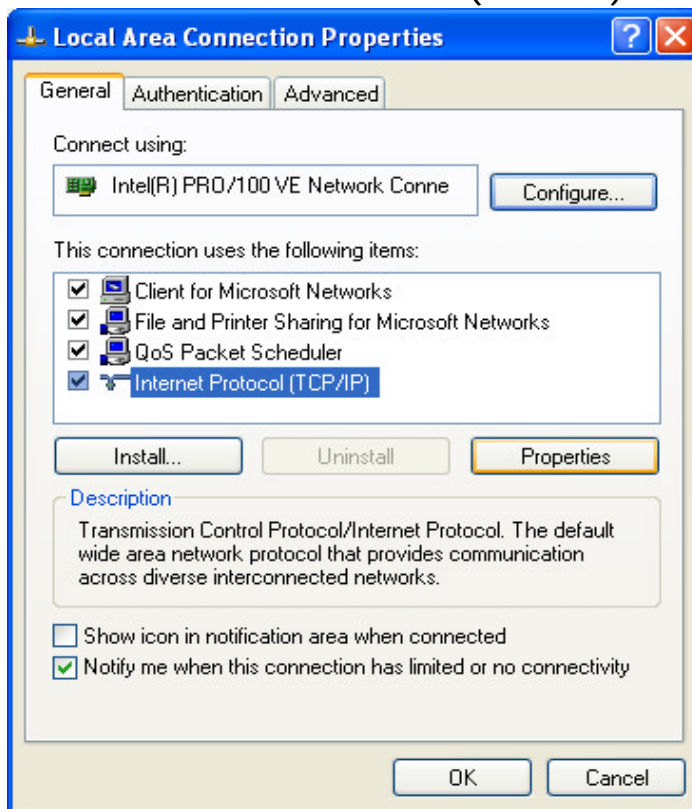 Local Area Connection Properties
General Authentication Advanced
Connect using:
Intel(R) PRO/100 VE Network Conne
Configure...
This connection uses the following items:
Client for Microsoft Networks
File and Printer Sharing for Microsoft Networks
QoS Packet Scheduler
Internet Protocol (TCP/IP)
Install... Uninstall Properties
Description
Transmission Control Protocol/Internet Protocol. The default
wide area network protocol that provides communication
across diverse interconnected networks.
Show icon in notification area when connected
Notify me when this connection has limited or no connectivity
OK Cancel